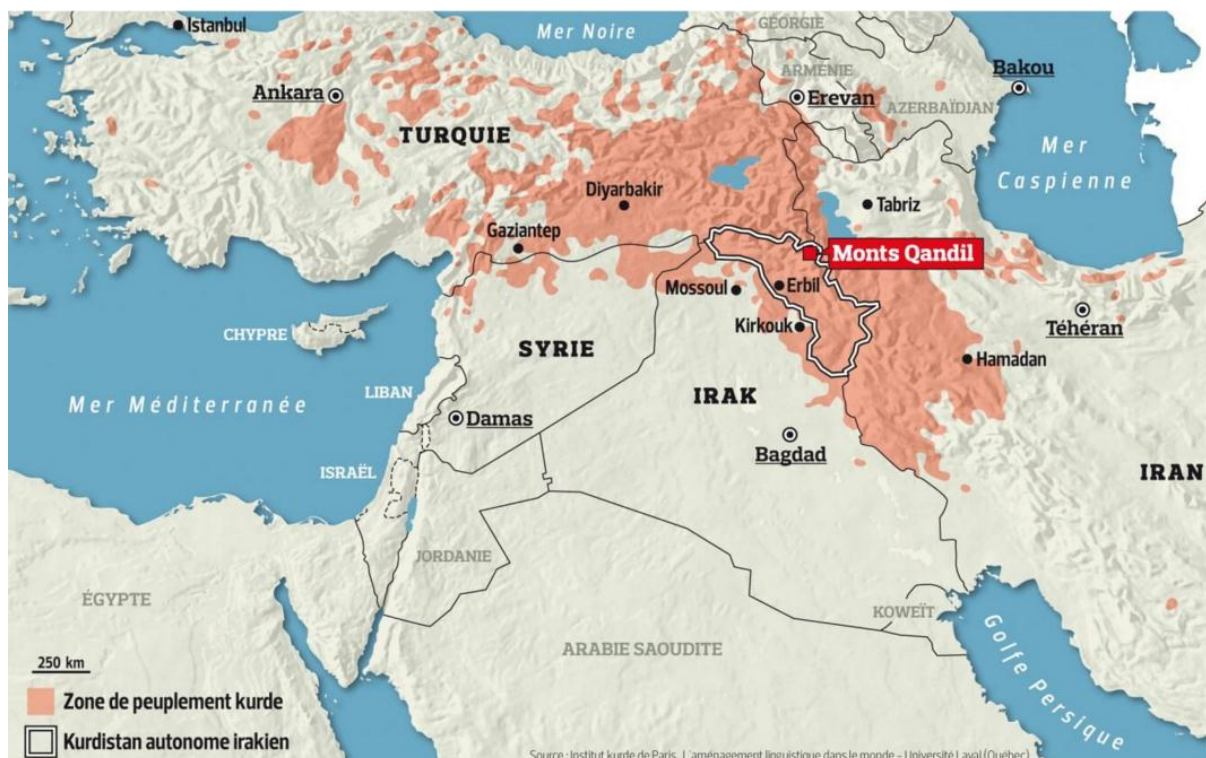 Istanbul
Mer Noire
GÉORGIE
Ankara
ARMÉNIE
Erevan
Bakou
AZERBAÏDJAN
TURQUIE
Mer
Caspienne
Diyarbakir
Tabriz
Gaziantep
Monts Qandil
Mossoul
Erbil
CHYPRE
Kirkouk
Téhéran
SYRIE
Hamadan
Mer Méditerranée
LIBAN
IRAK
Damas
Bagdad
ISRAËL
IRAN
JORDANIE
ÉGYPTE
KOWEÏT
ARABIE SAOUDITE
Golfe Persique
250 km
Zone de peuplement kurde
Kurdistan autonome irakien
Source : Institut kurde de Paris, L'aménagement linguistique dans le monde - Université Laval (Québec)